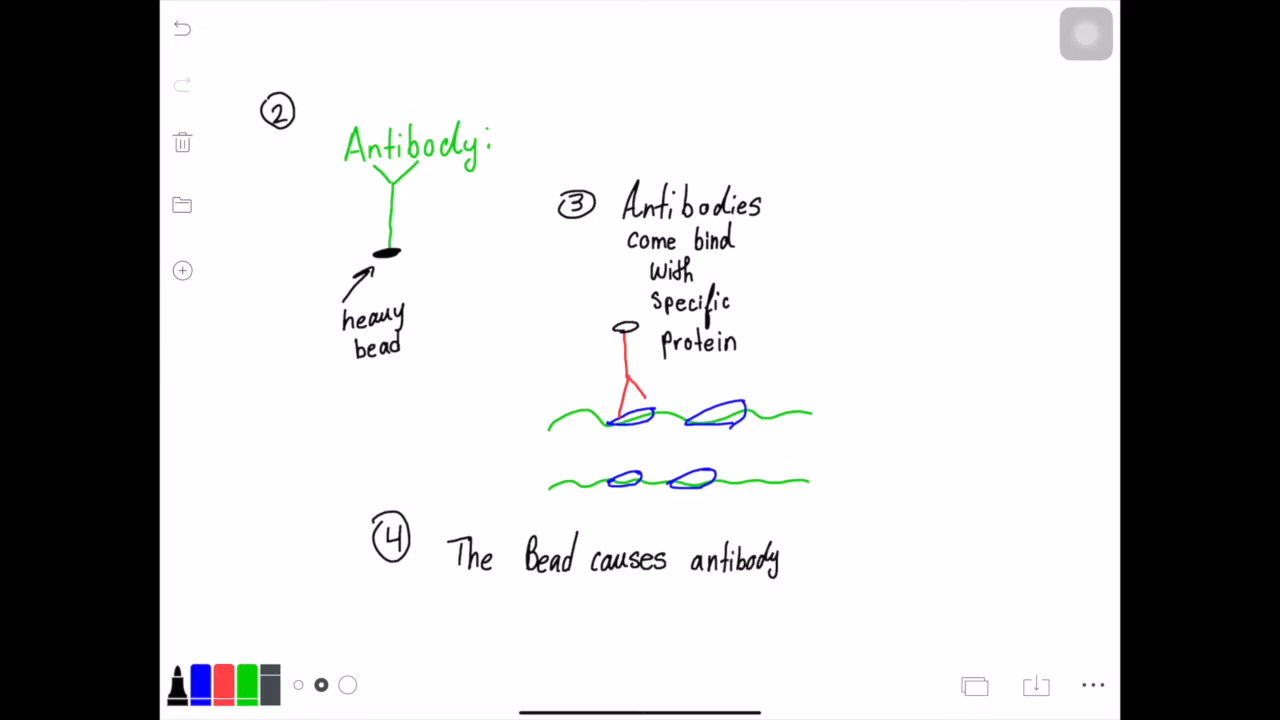 ②
Antibody:
heavy
bead
③ Antibodies
come bind
with
specific
protein
④ The Bead causes antibody